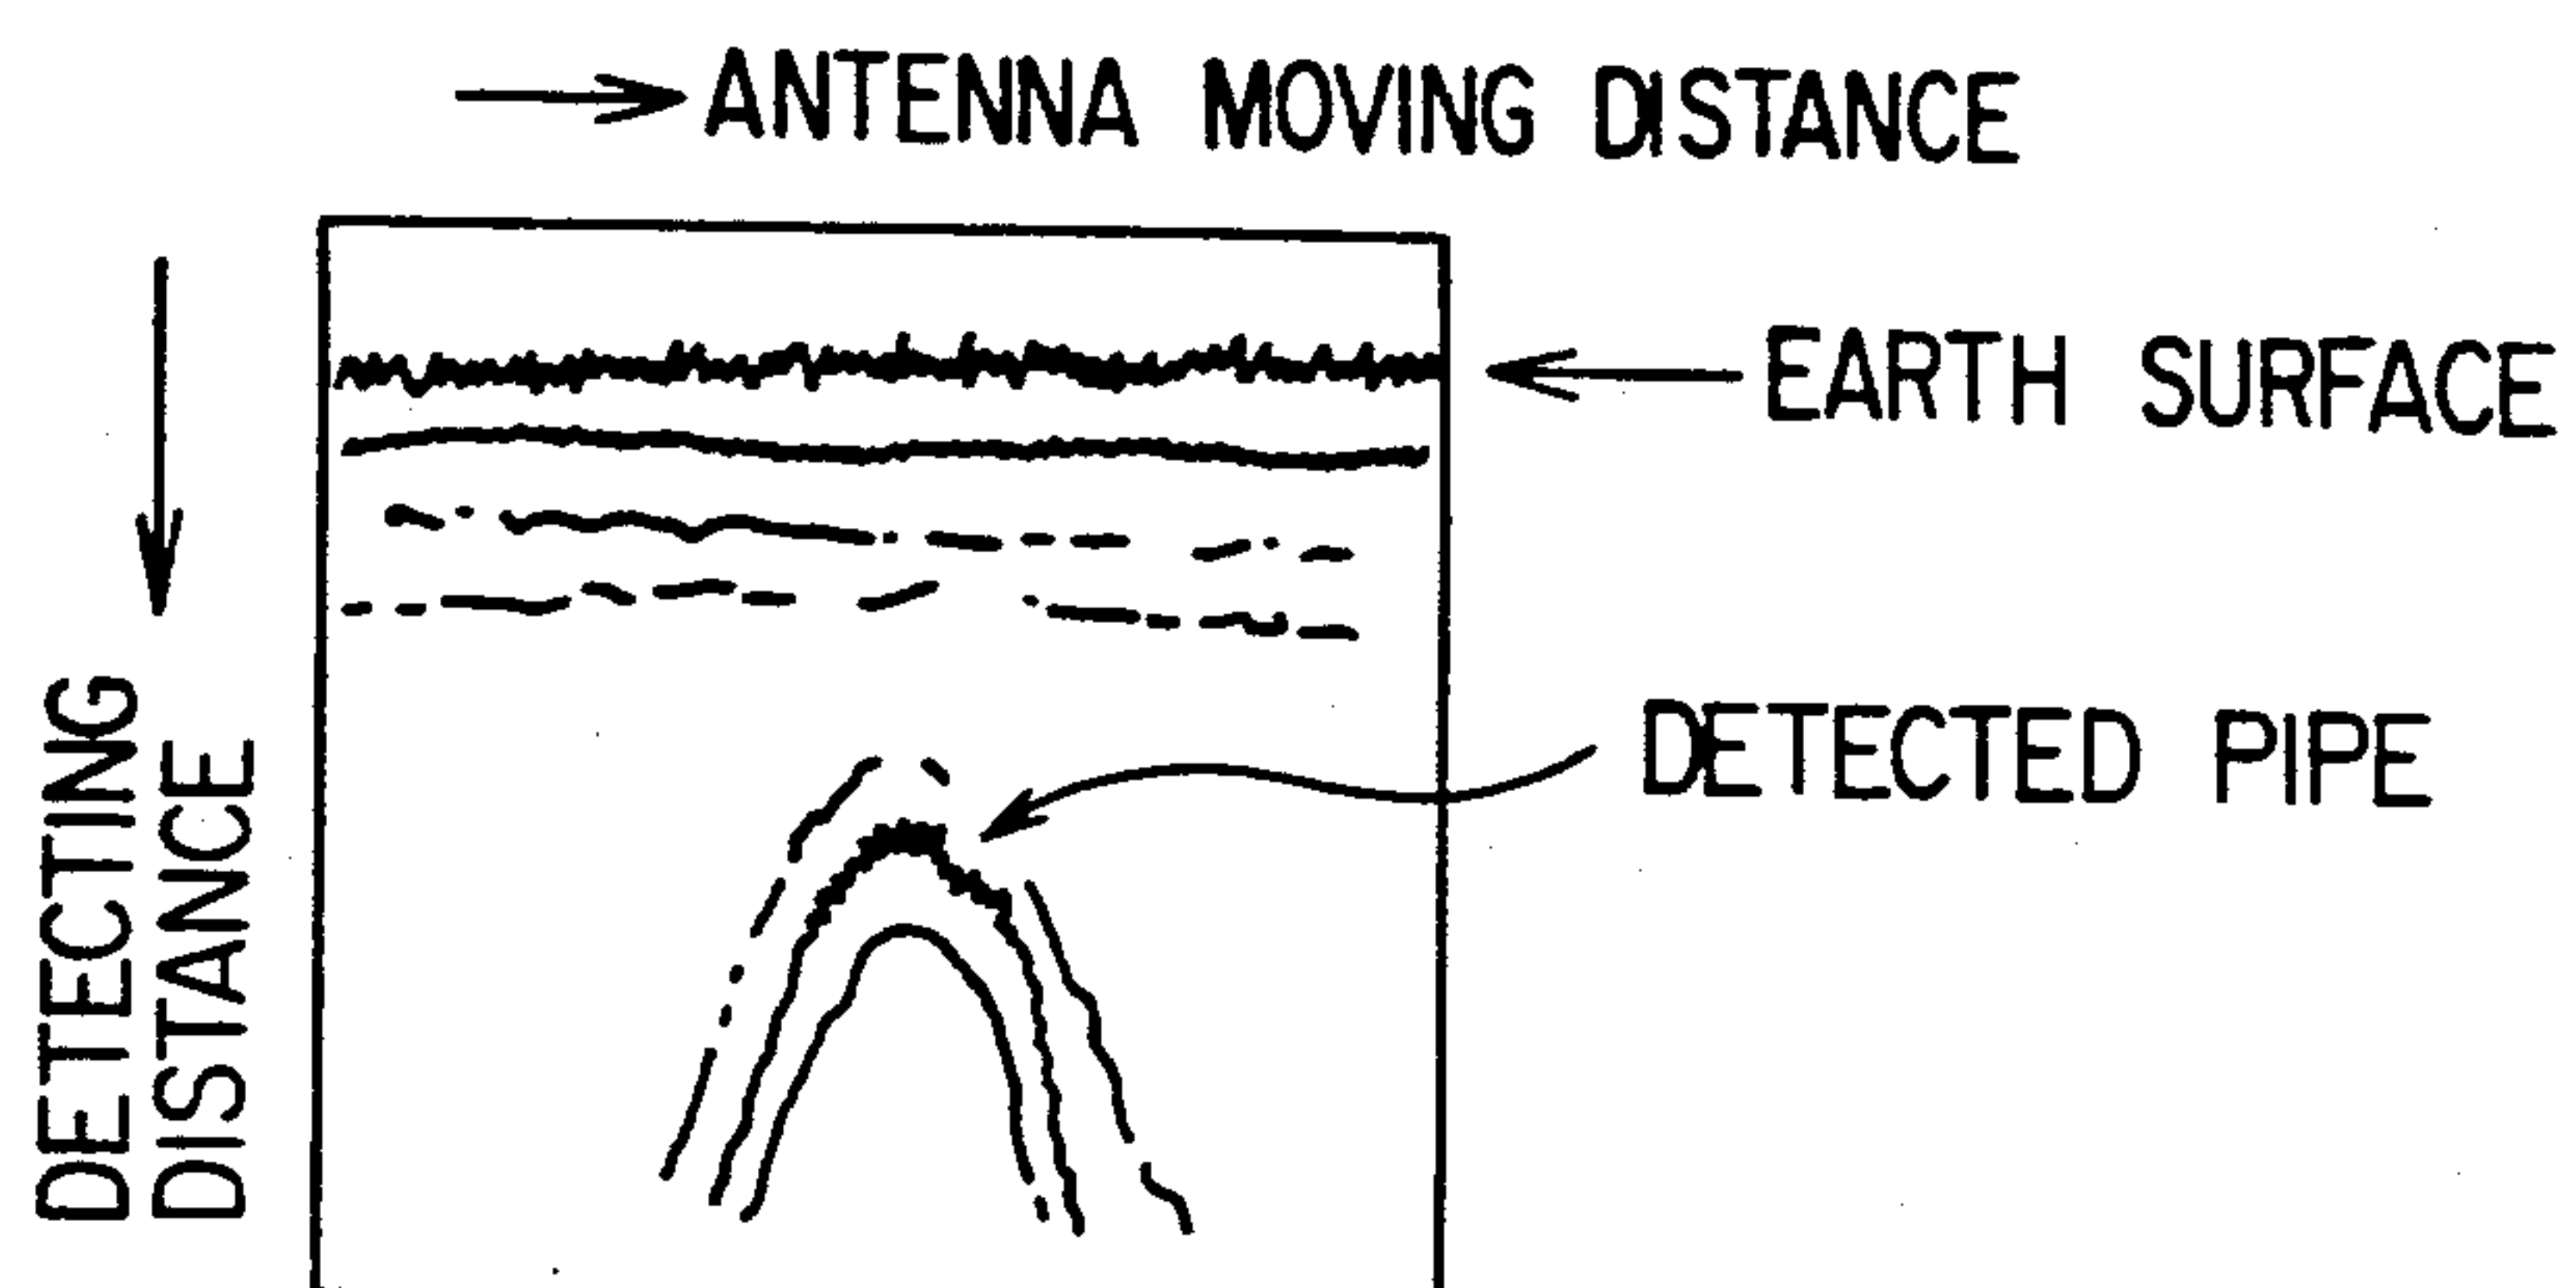 ANTENNA MOVING DISTANCE
EARTH SURFACE
DETECTED PIPE
DETECTING
DISTANCE